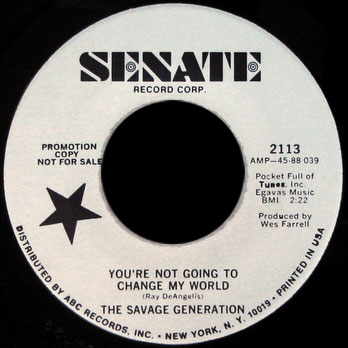 SENATE
RECORD CORP.
PROMOTION
COPY
NOT FOR SALE
2113
AMP-45-88 039
Pocket Full of
Tunes, Inc.
Egavas Music
BMI 2:22
Produced by
Wes Farrell
YOU'RE NOT GOING TO
CHANGE MY WORLD
(Ray DeAngelis)
THE SAVAGE GENERATION
DISTRIBUTED BY ABC RECORDS, INC. • NEW YORK, N. Y. 10019 • PRINTED IN USA